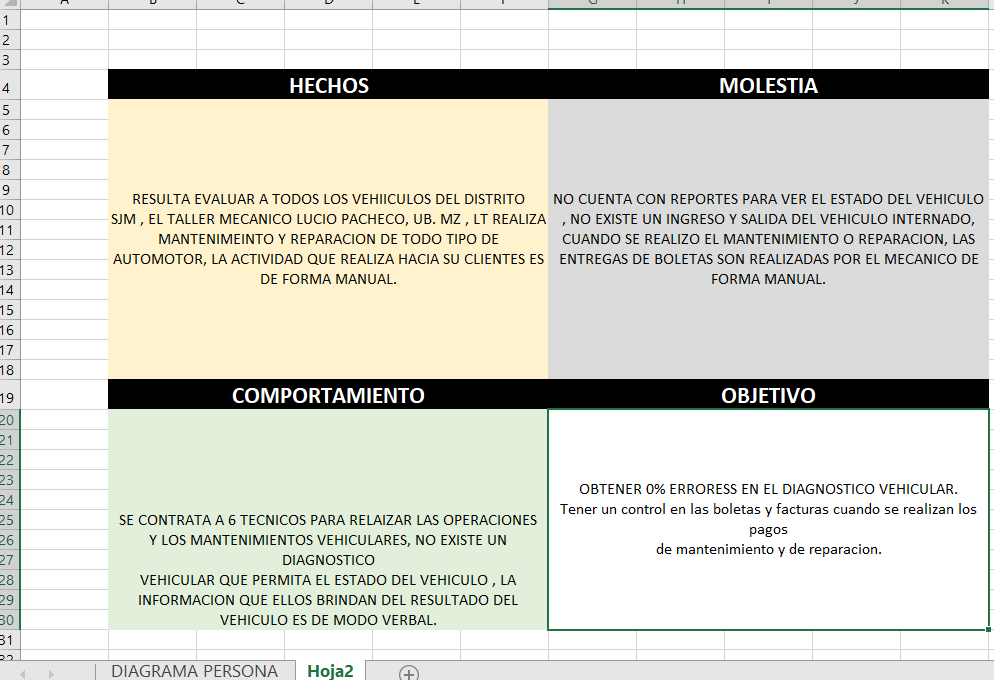 A B C D E F G H I J K
1
2
3
4
HECHOS MOLESTIA
5
6
7
8
9
10
11
12
13
14
15
16
17
18
RESULTA EVALUAR A TODOS LOS VEHIICULOS DEL DISTRITO
SJM , EL TALLER MECANICO LUCIO PACHECO, UB. MZ , LT REALIZA
MANTENIMEINTO Y REPARACION DE TODO TIPO DE
AUTOMOTOR, LA ACTIVIDAD QUE REALIZA HACIA SU CLIENTES ES
DE FORMA MANUAL.
NO CUENTA CON REPORTES PARA VER EL ESTADO DEL VEHICULO
, NO EXISTE UN INGRESO Y SALIDA DEL VEHICULO INTERNADO,
CUANDO SE REALIZO EL MANTENIMIENTO O REPARACION, LAS
ENTREGAS DE BOLETAS SON REALIZADAS POR EL MECANICO DE
FORMA MANUAL.
19
COMPORTAMIENTO OBJETIVO
20
21
22
23
24
25
26
27
28
29
30
SE CONTRATA A 6 TECNICOS PARA RELAIZAR LAS OPERACIONES
Y LOS MANTENIMIENTOS VEHICULARES, NO EXISTE UN
DIAGNOSTICO
VEHICULAR QUE PERMITA EL ESTADO DEL VEHICULO , LA
INFORMACION QUE ELLOS BRINDAN DEL RESULTADO DEL
VEHICULO ES DE MODO VERBAL.
OBTENER 0% ERRORESS EN EL DIAGNOSTICO VEHICULAR.
Tener un control en las boletas y facturas cuando se realizan los
pagos
de mantenimiento y de reparacion.
31
32
DIAGRAMA PERSONA Hoja2